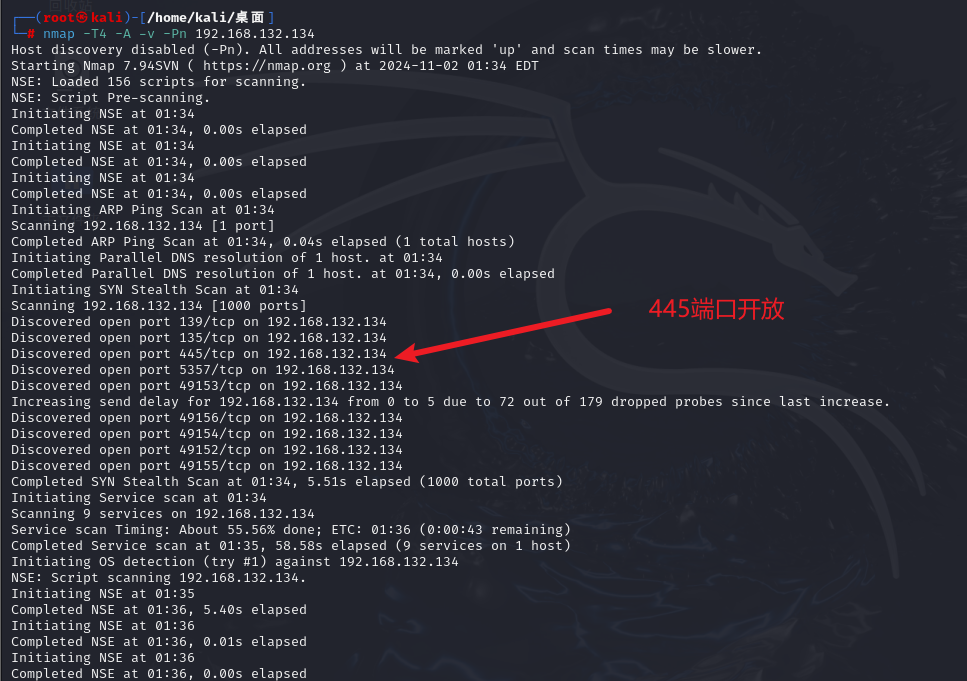 回收站
┌──(root㉿kali)-[/home/kali/桌面]
└─# nmap -T4 -A -v -Pn 192.168.132.134
Host discovery disabled (-Pn). All addresses will be marked 'up' and scan times may be slower.
Starting Nmap 7.94SVN ( https://nmap.org ) at 2024-11-02 01:34 EDT
NSE: Loaded 156 scripts for scanning.
NSE: Script Pre-scanning.
Initiating NSE at 01:34
Completed NSE at 01:34, 0.00s elapsed
Initiating NSE at 01:34
Completed NSE at 01:34, 0.00s elapsed
Initiating NSE at 01:34
Completed NSE at 01:34, 0.00s elapsed
Initiating ARP Ping Scan at 01:34
Scanning 192.168.132.134 [1 port]
Completed ARP Ping Scan at 01:34, 0.04s elapsed (1 total hosts)
Initiating Parallel DNS resolution of 1 host. at 01:34
Completed Parallel DNS resolution of 1 host. at 01:34, 0.00s elapsed
Initiating SYN Stealth Scan at 01:34
Scanning 192.168.132.134 [1000 ports]
Discovered open port 139/tcp on 192.168.132.134
445端口开放
Discovered open port 135/tcp on 192.168.132.134
Discovered open port 445/tcp on 192.168.132.134
Discovered open port 5357/tcp on 192.168.132.134
Discovered open port 49153/tcp on 192.168.132.134
Increasing send delay for 192.168.132.134 from 0 to 5 due to 72 out of 179 dropped probes since last increase.
Discovered open port 49156/tcp on 192.168.132.134
Discovered open port 49154/tcp on 192.168.132.134
Discovered open port 49152/tcp on 192.168.132.134
Discovered open port 49155/tcp on 192.168.132.134
Completed SYN Stealth Scan at 01:34, 5.51s elapsed (1000 total ports)
Initiating Service scan at 01:34
Scanning 9 services on 192.168.132.134
Service scan Timing: About 55.56% done; ETC: 01:36 (0:00:43 remaining)
Completed Service scan at 01:35, 58.58s elapsed (9 services on 1 host)
Initiating OS detection (try #1) against 192.168.132.134
NSE: Script scanning 192.168.132.134.
Initiating NSE at 01:35
Completed NSE at 01:36, 5.40s elapsed
Initiating NSE at 01:36
Completed NSE at 01:36, 0.01s elapsed
Initiating NSE at 01:36
Completed NSE at 01:36, 0.00s elapsed